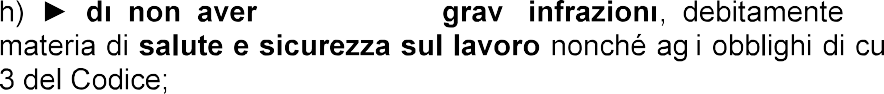 h) ► di non aver grav infrazioni, debitamente
materia di salute e sicurezza sul lavoro nonché ag i obblighi di cu
3 del Codice;